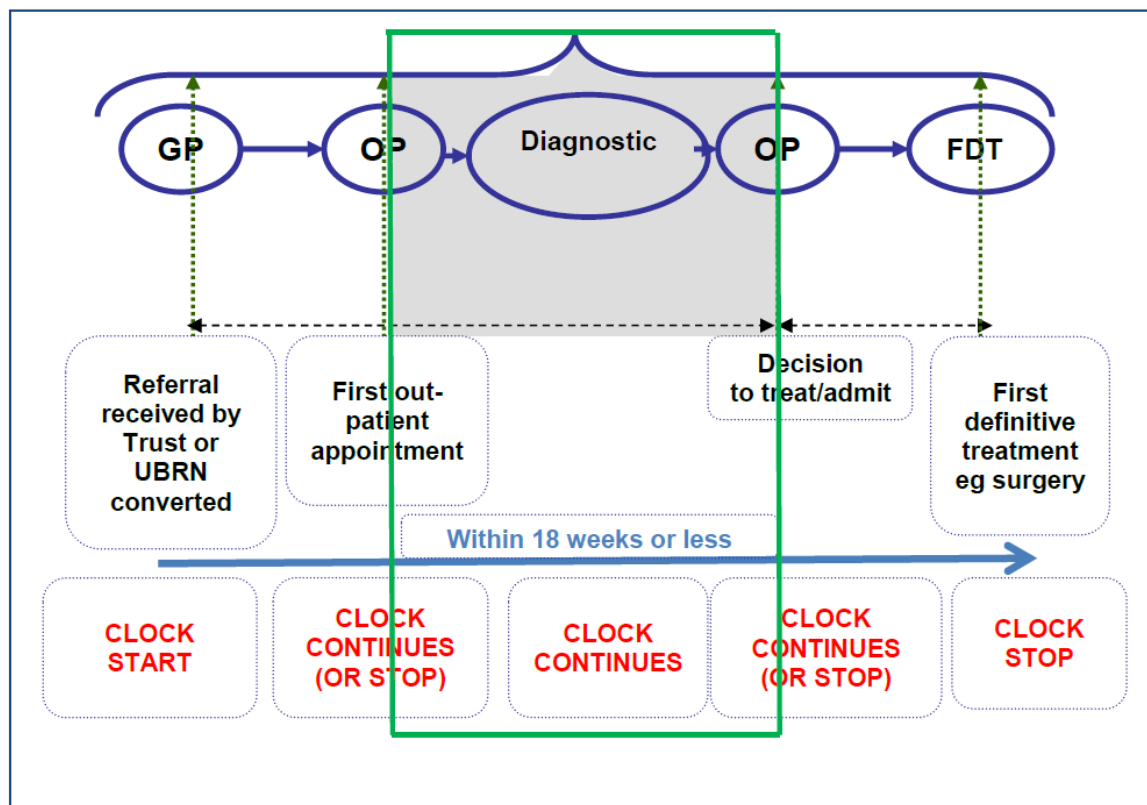 GP
OP
Diagnostic
OP
FDT
Referral
received by
Trust or
UBRN
converted
First out-
patient
appointment
Decision
to treat/admit
First
definitive
treatment
eg surgery
Within 18 weeks or less
CLOCK
START
CLOCK
CONTINUES
(OR STOP)
CLOCK
CONTINUES
CLOCK
CONTINUES
(OR STOP)
CLOCK
STOP